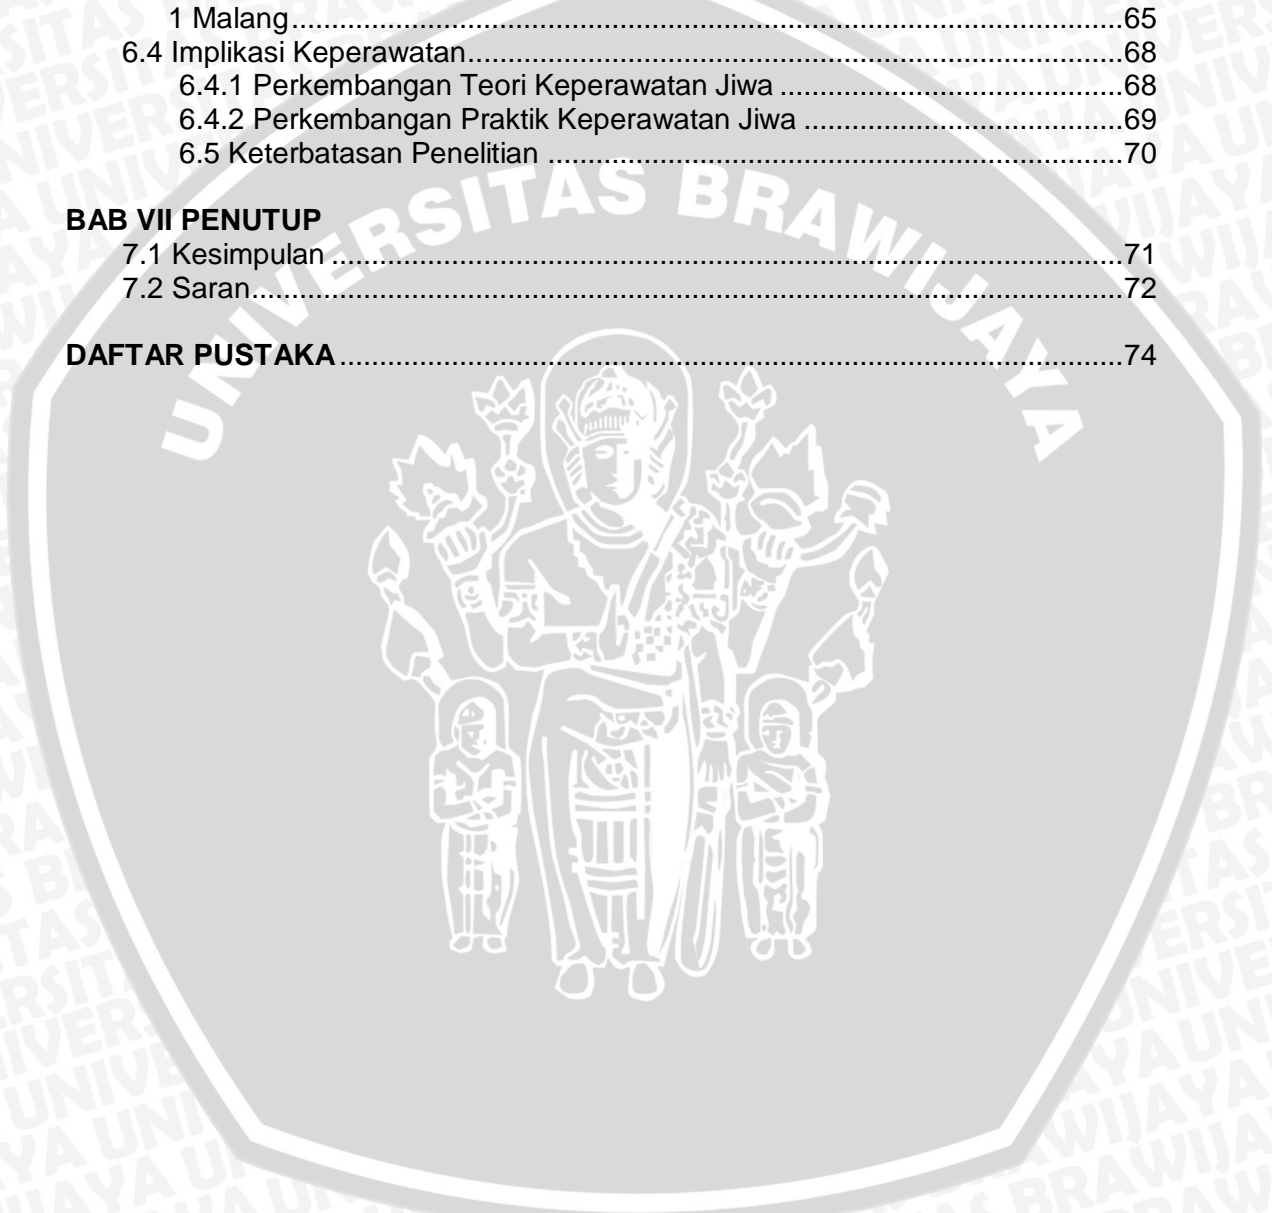 1 Malang....................................................................................................65
6.4 Implikasi Keperawatan................................................................................68
6.4.1 Perkembangan Teori Keperawatan Jiwa ..........................................68
6.4.2 Perkembangan Praktik Keperawatan Jiwa .......................................69
6.5 Keterbatasan Penelitian ......................................................................70
BAB VII PENUTUP
7.1 Kesimpulan .................................................................................................71
7.2 Saran...........................................................................................................72
DAFTAR PUSTAKA.................................................................................................74
UNIVERSITAS BRAWIJAYA